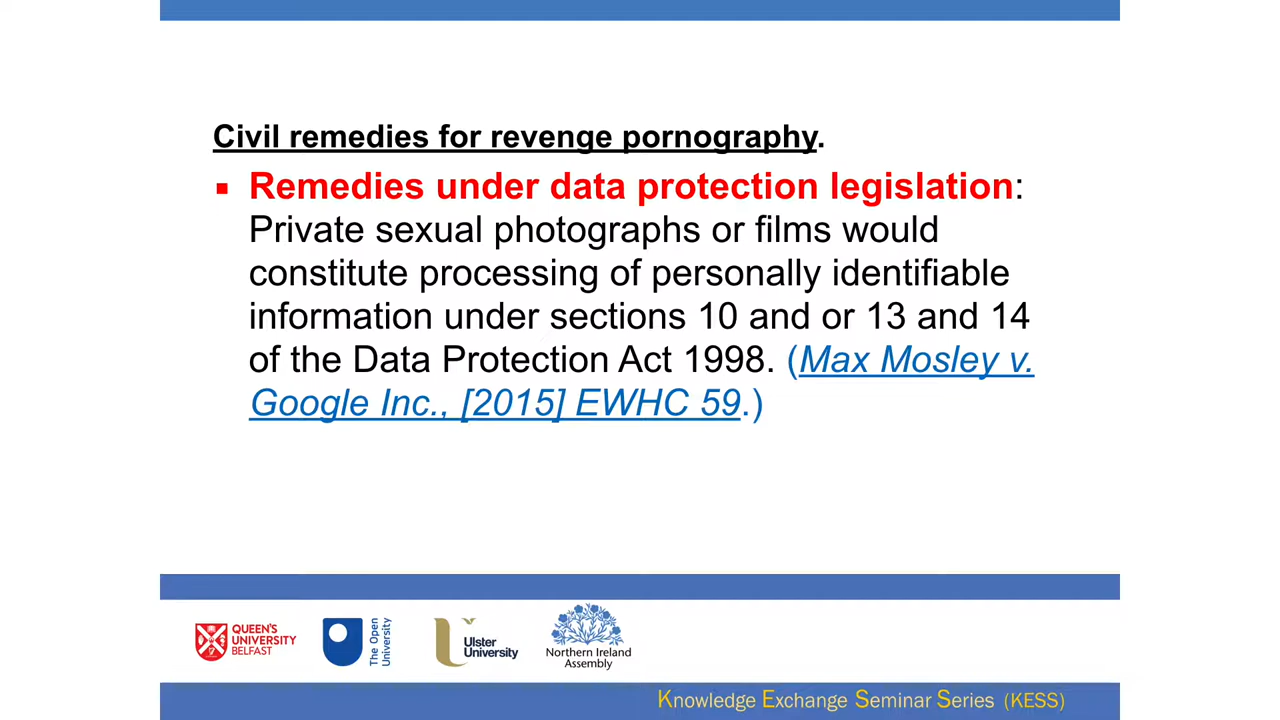 Civil remedies for revenge pornography.
▪ Remedies under data protection legislation:
Private sexual photographs or films would
constitute processing of personally identifiable
information under sections 10 and or 13 and 14
of the Data Protection Act 1998. (Max Mosley v.
Google Inc., [2015] EWHC 59.)
QUEEN'S
UNIVERSITY
BELFAST
The Open
University
Ulster
University
Northern Ireland
Assembly
Knowledge Exchange Seminar Series (KESS)